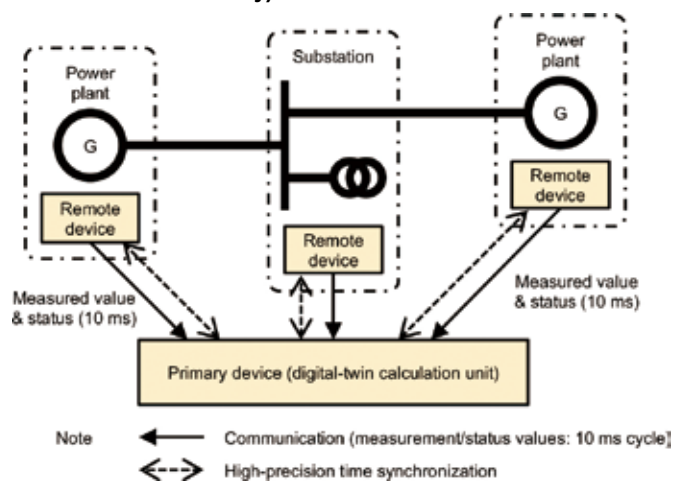 Power
plant
G
Remote
device
Substation
Remote
device
Power
plant
G
Remote
device
Measured value
& status (10 ms)
Measured value
& status (10 ms)
Primary device (digital-twin calculation unit)
Note
Communication (measurement/status values: 10 ms cycle)
High-precision time synchronization